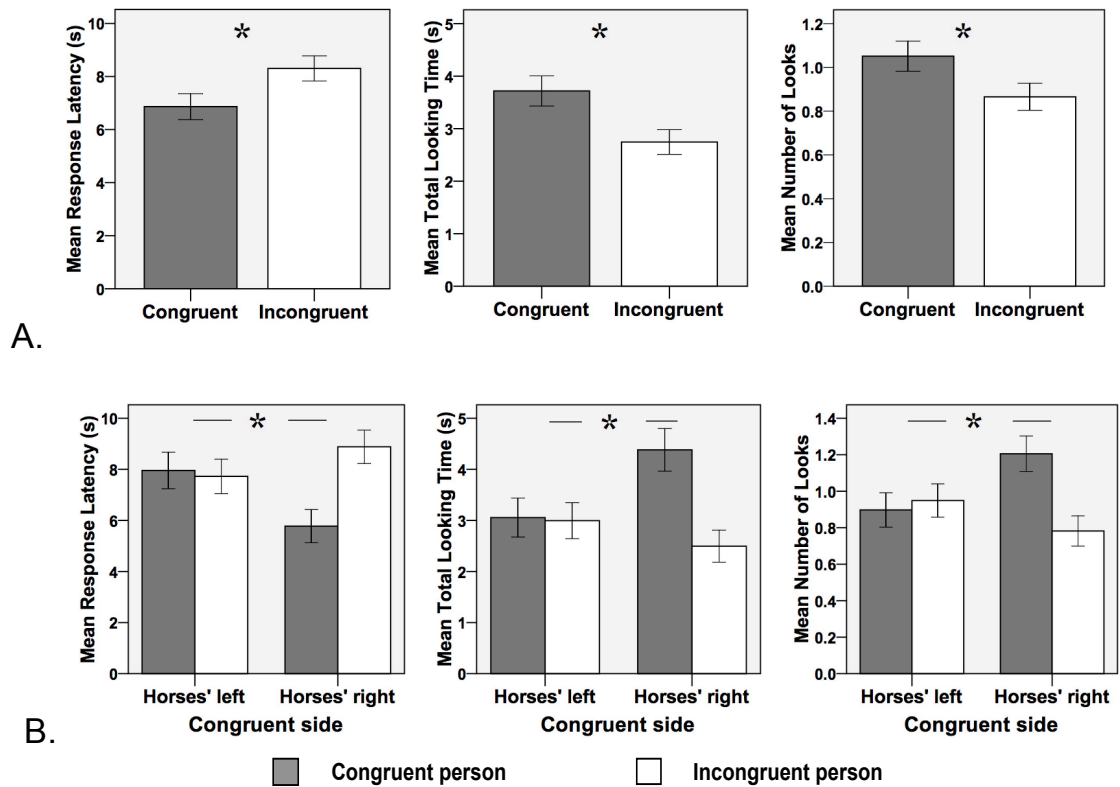 Mean Response Latency (s)
10
8
6
4
2
0
*
Congruent Incongruent
Mean Total Looking Time (s)
5
4
3
2
1
0
*
Congruent Incongruent
Mean Number of Looks
1.2
1.0
0.8
0.6
0.4
0.2
0.0
*
Congruent Incongruent
A.
Mean Response Latency (s)
10
8
6
4
2
0
*
Horses' left Horses' right
Congruent side
Mean Total Looking Time (s)
5
4
3
2
1
0
*
Horses' left Horses' right
Congruent side
Mean Number of Looks
1.4
1.2
1.0
0.8
0.6
0.4
0.2
0.0
*
Horses' left Horses' right
Congruent side
B.
Congruent person Incongruent person